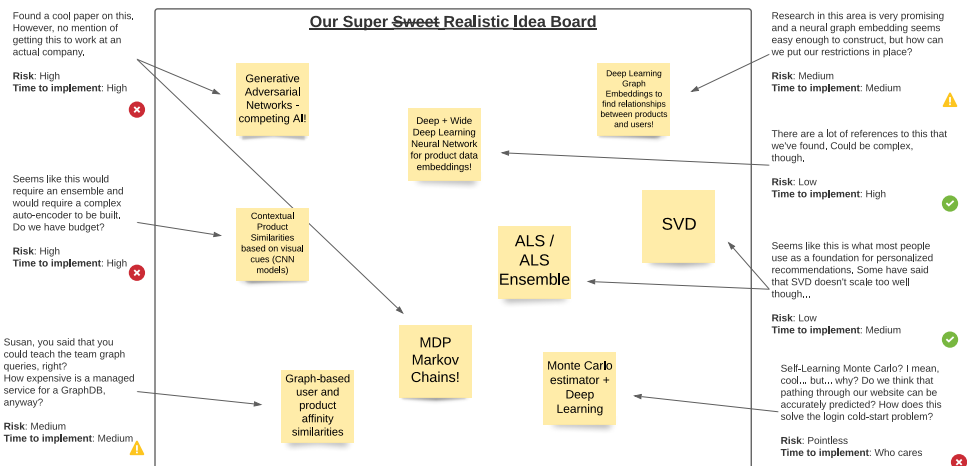 Our Super Sweet Realistic Idea Board
Found a cool paper on this.
However, no mention of
getting this to work at an
actual company.
Risk: High
Time to implement: High
Seems like this would
require an ensemble and
would require a complex
auto-encoder to be built.
Do we have budget?
Risk: High
Time to implement: High
Susan, you said that you
could teach the team graph
queries, right?
How expensive is a managed
service for a GraphDB,
anyway?
Risk: Medium
Time to implement: Medium
Generative
Adversarial
Networks -
competing AI!
Deep + Wide
Deep Learning
Neural Network
for product data
embeddings!
Deep Learning
Graph
Embeddings to
find relationships
between products
and users!
Contextual
Product
Similarities
based on visual
cues (CNN
models)
ALS /
ALS
Ensemble
SVD
MDP
Markov
Chains!
Graph-based
user and
product
affinity
similarities
Monte Carlo
estimator +
Deep
Learning
Research in this area is very promising
and a neural graph embedding seems
easy enough to construct, but how can
we put our restrictions in place?
Risk: Medium
Time to implement: Medium
There are a lot of references to this that
we've found. Could be complex,
though.
Risk: Low
Time to implement: High
Seems like this is what most people
use as a foundation for personalized
recommendations. Some have said
that SVD doesn't scale too well
though...
Risk: Low
Time to implement: Medium
Self-Learning Monte Carlo? I mean,
cool... but... why? Do we think that
pathing through our website can be
accurately predicted? How does this
solve the login cold-start problem?
Risk: Pointless
Time to implement: Who cares